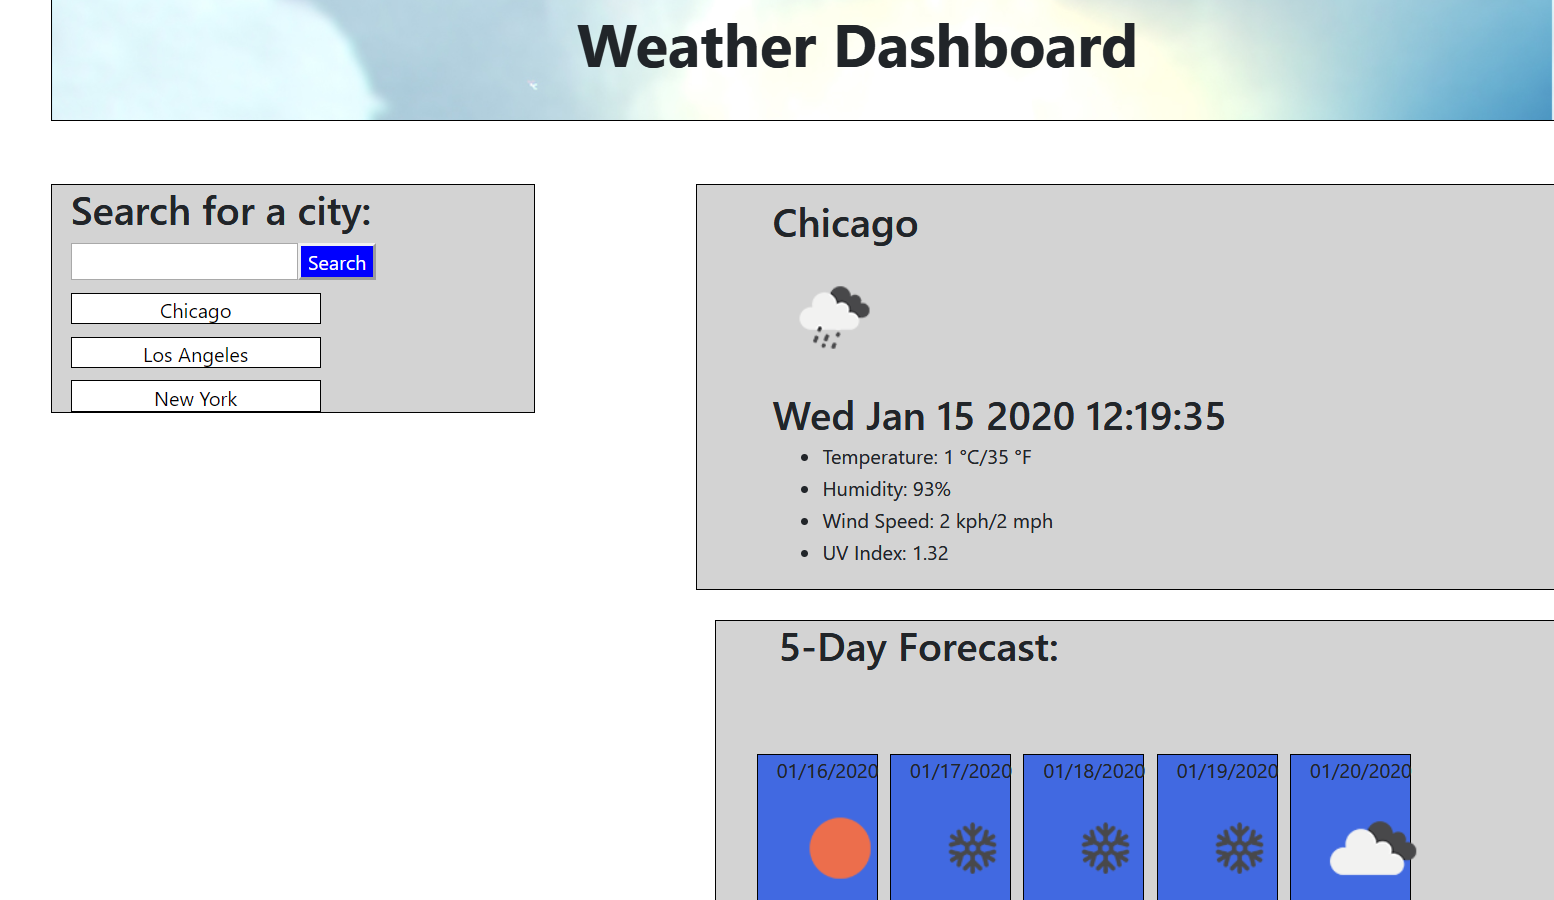 Weather Dashboard
Search for a city:
Search
Chicago
Los Angeles
New York
Chicago
Wed Jan 15 2020 12:19:35
Temperature: 1 °C/35 °F
Humidity: 93%
Wind Speed: 2 kph/2 mph
UV Index: 1.32
5-Day Forecast:
01/16/2020 01/17/2020 01/18/2020 01/19/2020 01/20/2020